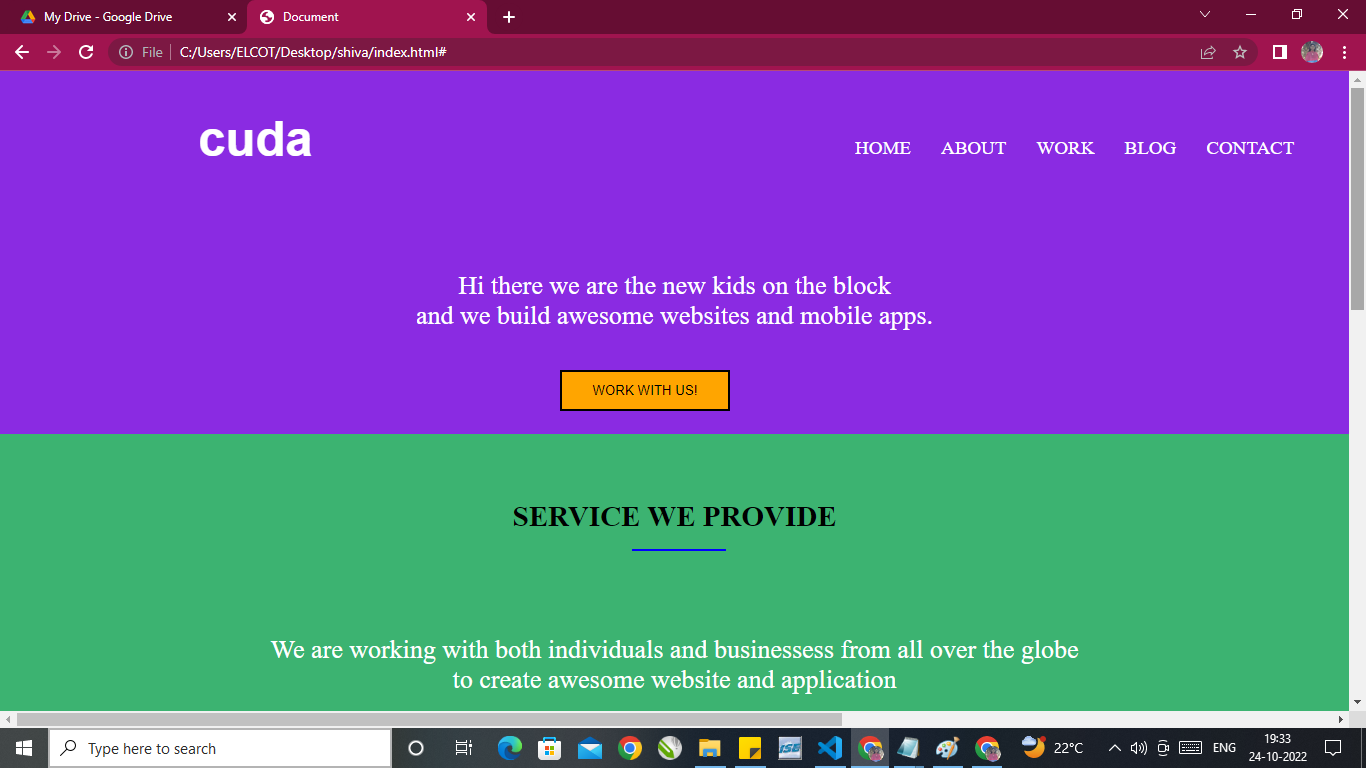 My Drive - Google Drive
Document
File
C:/Users/ELCOT/Desktop/shiva/index.html#
cuda
HOME ABOUT WORK BLOG CONTACT
Hi there we are the new kids on the block
and we build awesome websites and mobile apps.
WORK WITH US!
SERVICE WE PROVIDE
We are working with both individuals and businessess from all over the globe
to create awesome website and application
Type here to search
ISE
22°C
ENG
19:33
24-10-2022